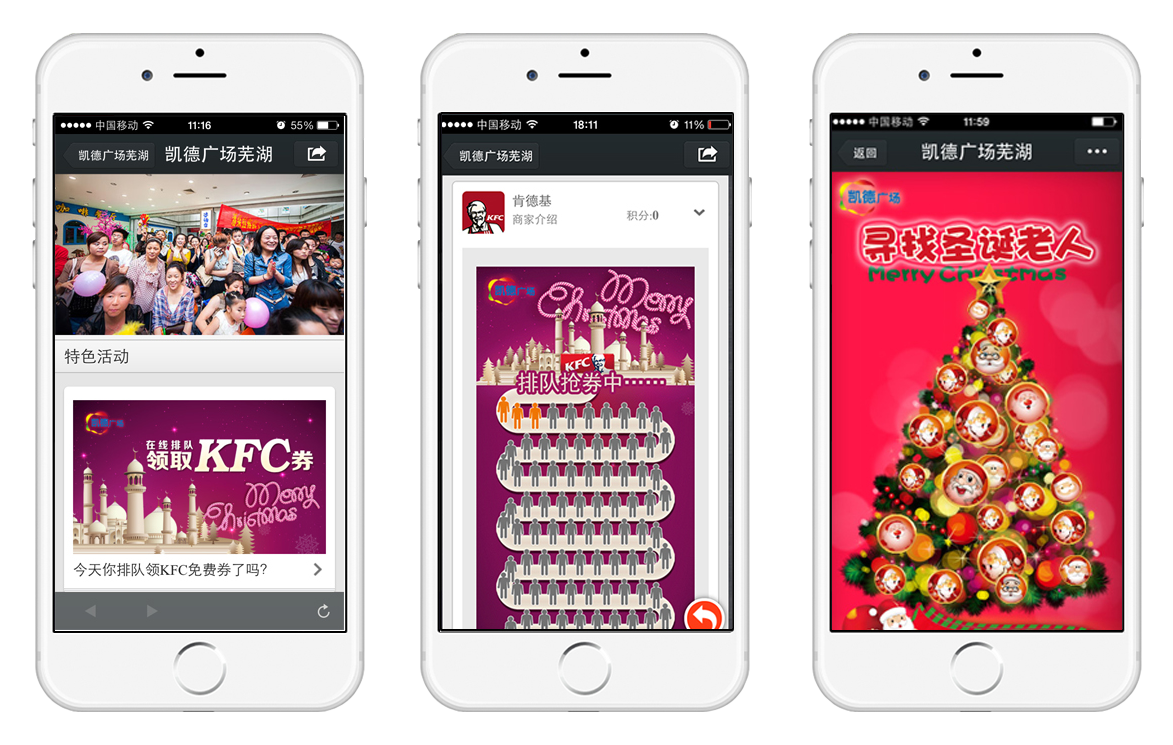 中国移动 11:16 55%
凯德广场芜湖 凯德广场芜湖
咖啡
特色活动
凯德广场
在线排队
领取KFC券
Merry
Christmas
今天你排队领KFC免费券了吗?
中国移动 18:11 11%
凯德广场芜湖
KFC
肯德基
商家介绍
积分:0
凯德广场
Merry
Christmas
KFC
排队抢券中……
中国移动 11:59
返回 凯德广场芜湖
凯德广场
寻找圣诞老人
Merry Christmas